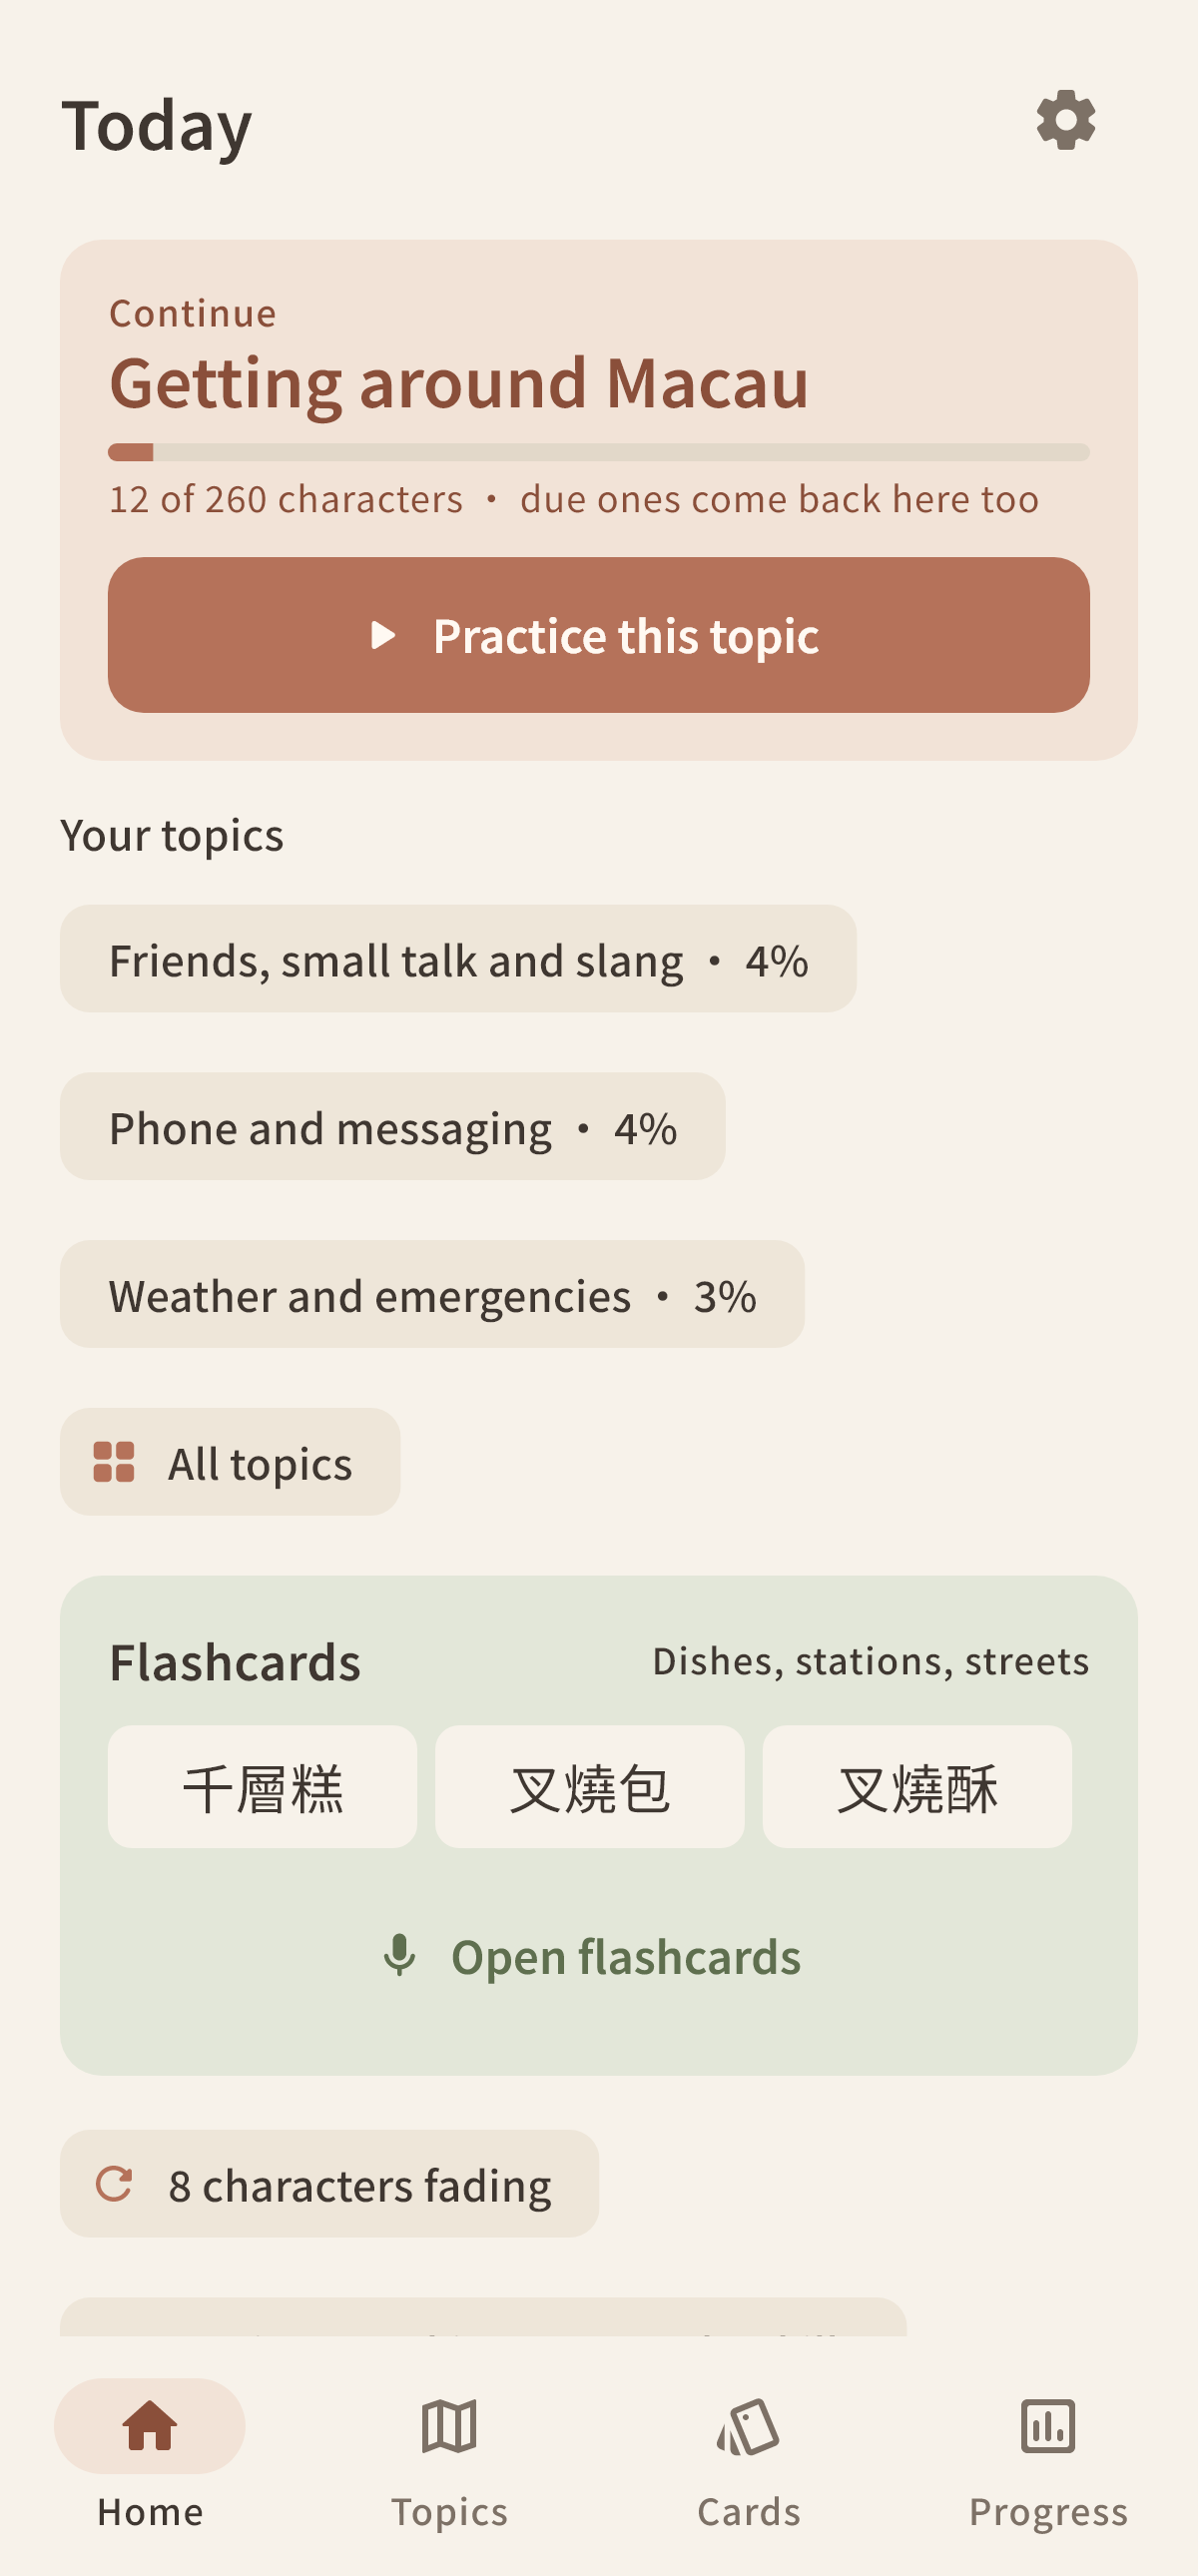 Today
Continue
Getting around Macau
12 of 260 characters • due ones come back here too
Practice this topic
Your topics
Friends, small talk and slang • 4%
Phone and messaging • 4%
Weather and emergencies • 3%
All topics
Flashcards
Dishes, stations, streets
千層糕
叉燒包
叉燒酥
Open flashcards
8 characters fading
Home
Topics
Cards
Progress